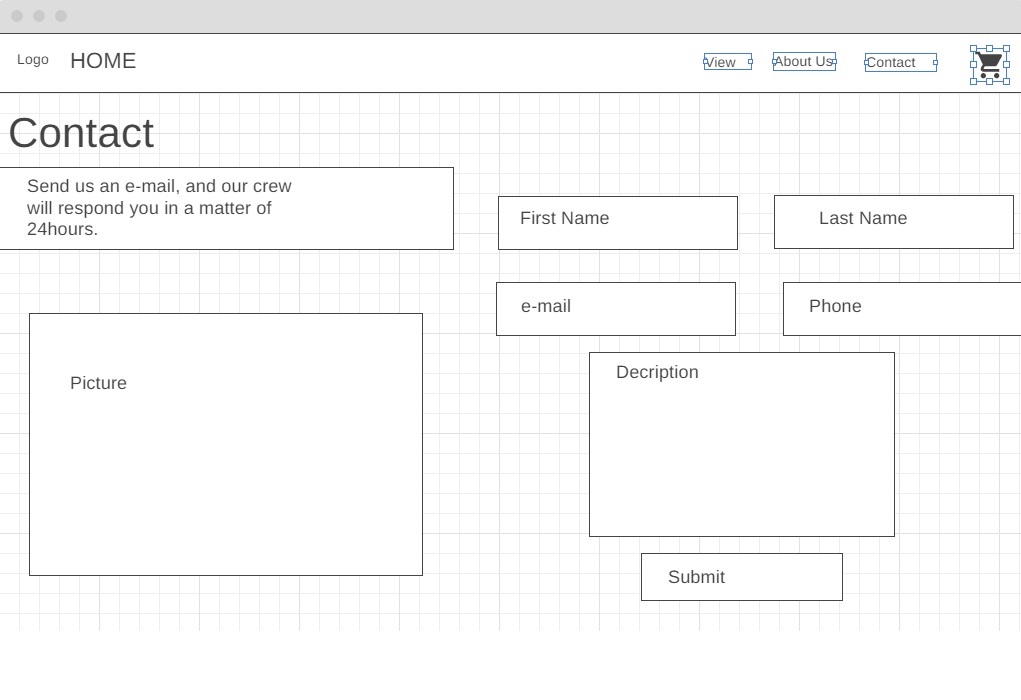 Logo HOME View About Us Contact
Contact
Send us an e-mail, and our crew
will respond you in a matter of
24hours.
First Name Last Name
e-mail Phone
Picture
Decription
Submit